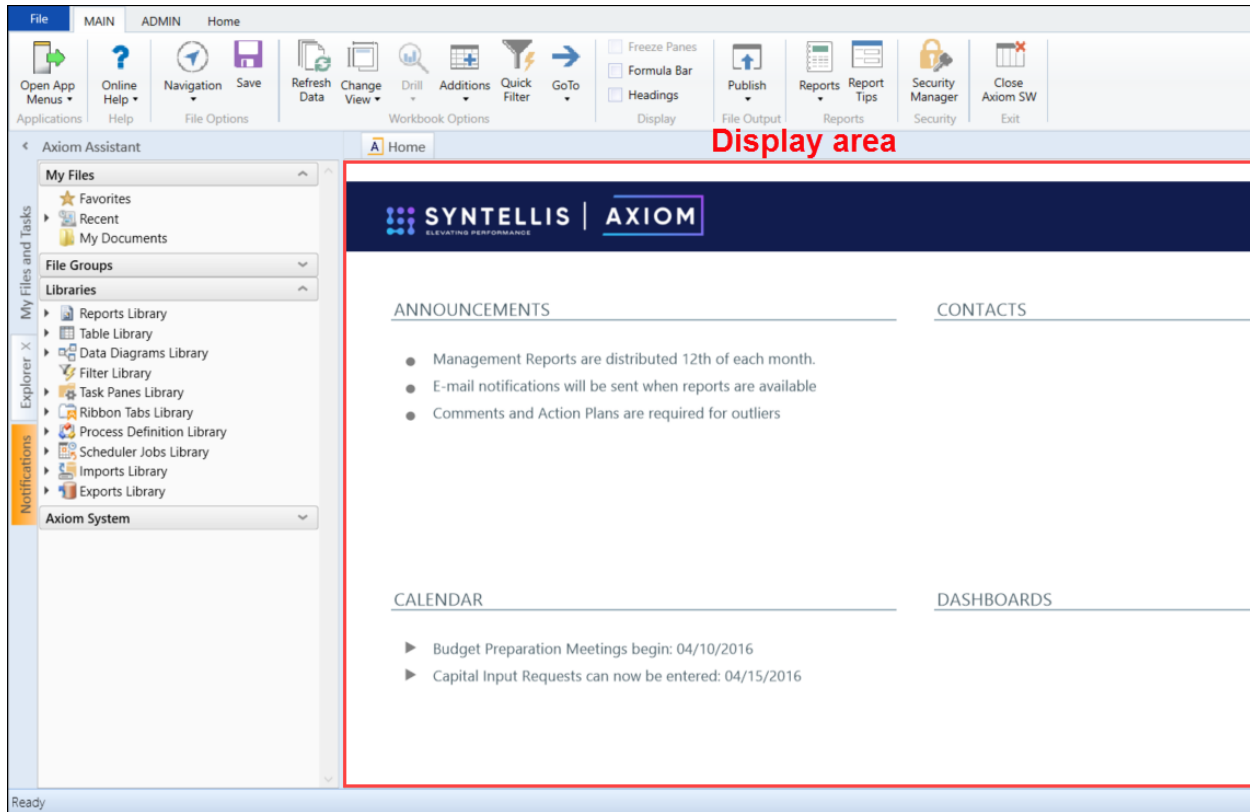 File MAIN ADMIN Home
Open App Menus
Online Help
Navigation
Save
Refresh Data
Change View
Drill
Additions
Quick Filter
GoTo
Freeze Panes
Formula Bar
Headings
Publish
Reports
Report Tips
Security Manager
Close Axiom SW
Applications Help File Options Workbook Options Display File Output Reports Security Exit
Display area
Axiom Assistant
A Home
My Files and Tasks
Explorer
Notifications
My Files
Favorites
Recent
My Documents
File Groups
Libraries
Reports Library
Table Library
Data Diagrams Library
Filter Library
Task Panes Library
Ribbon Tabs Library
Process Definition Library
Scheduler Jobs Library
Imports Library
Exports Library
Axiom System
SYNTELLIS | AXIOM
ELEVATING PERFORMANCE
ANNOUNCEMENTS
Management Reports are distributed 12th of each month.
E-mail notifications will be sent when reports are available
Comments and Action Plans are required for outliers
CONTACTS
CALENDAR
Budget Preparation Meetings begin: 04/10/2016
Capital Input Requests can now be entered: 04/15/2016
DASHBOARDS
Ready